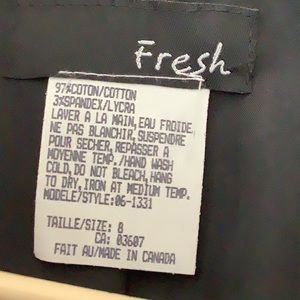 Fresh
97%COTON/COTTON
3%SPANDEX/LYCRA
LAVER A LA MAIN, EAU FROIDE,
NE PAS BLANCHIR, SUSPENDRE
POUR SECHER, REPASSER A
MOYENNE TEMP./HAND WASH
COLD, DO NOT BLEACH, HANG
TO DRY, IRON AT MEDIUM TEMP.
MODELE/STYLE: 06-1331
TAILLE/SIZE: 8
CA: 03607
FAIT AU/MADE IN CANADA